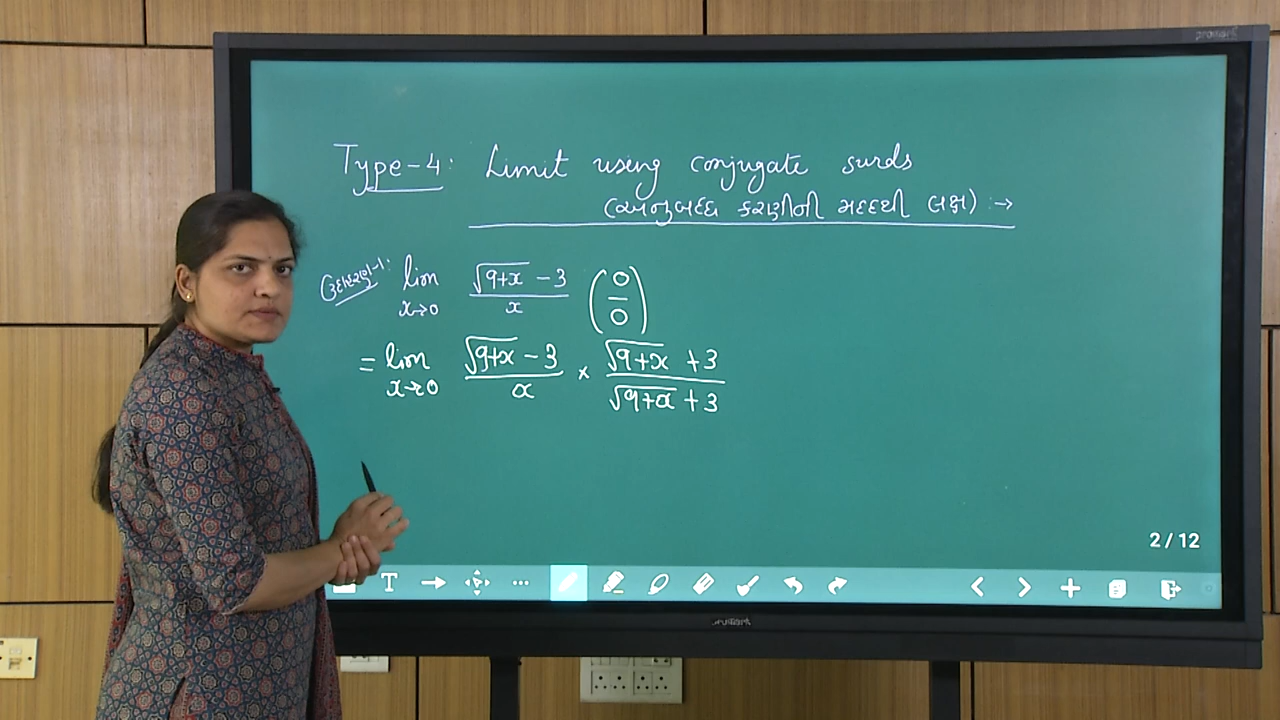 Type-4: Limit using conjugate surds
(અનુબદ્ધ કરણીની મદદથી લક્ષ) :→
ઉદાહરણ-1: lim x→0 (√(9+x) - 3)/x (0/0)
= lim x→0 (√(9+x) - 3)/x × (√(9+x) + 3)/(√(9+x) + 3)
2 / 12
T
promark